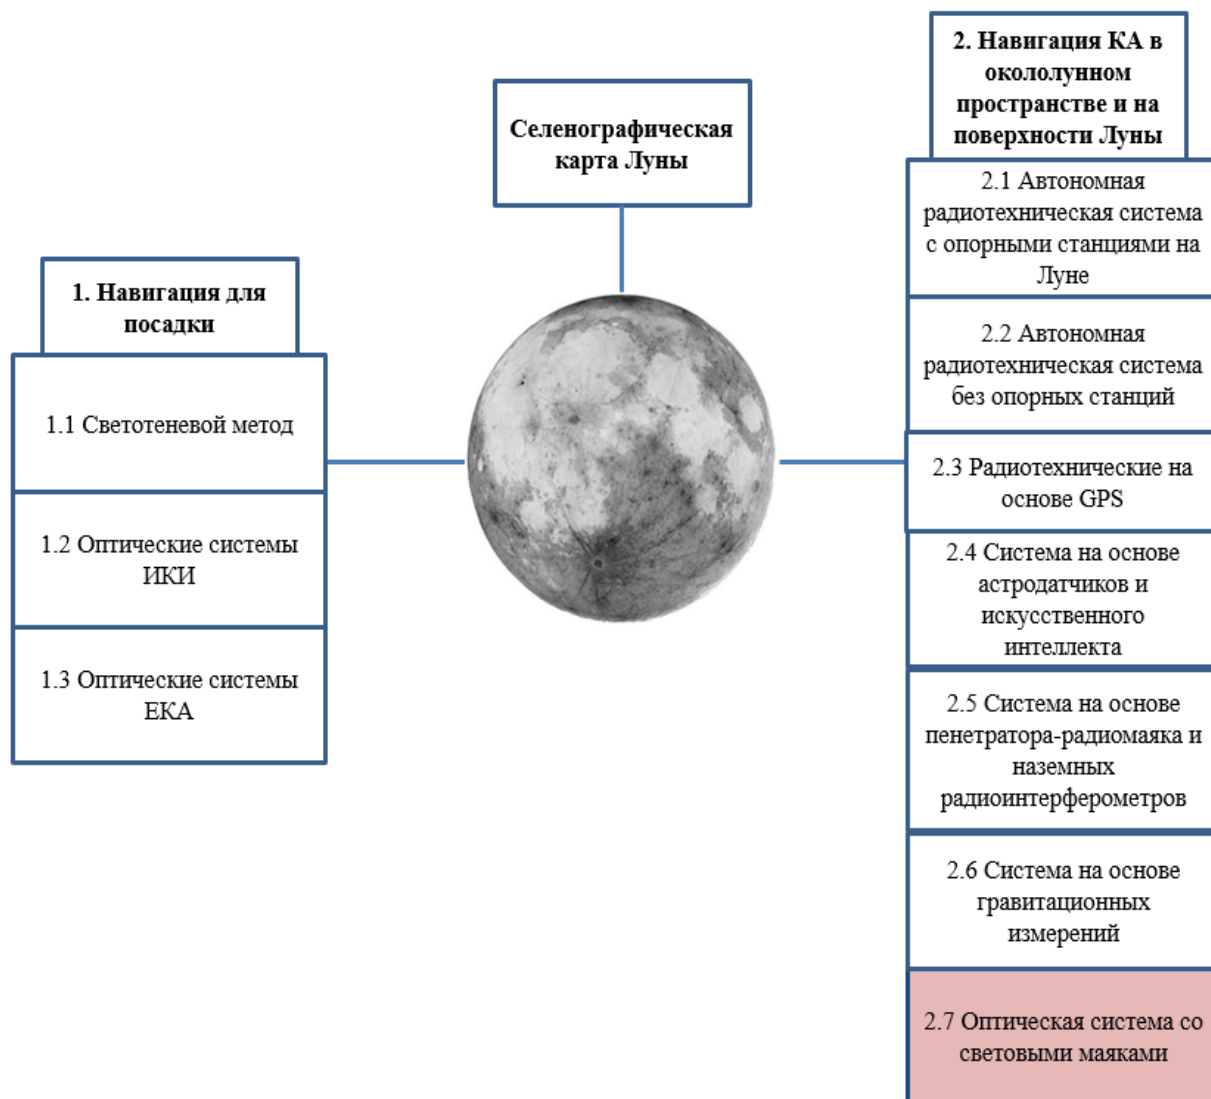 Селенографическая
карта Луны
1. Навигация для
посадки
1.1 Светотеневой метод
1.2 Оптические системы
ИКИ
1.3 Оптические системы
ЕКА
2. Навигация КА в
окололунном
пространстве и на
поверхности Луны
2.1 Автономная
радиотехническая система
с опорными станциями на
Луне
2.2 Автономная
радиотехническая система
без опорных станций
2.3 Радиотехнические на
основе GPS
2.4 Система на основе
астродатчиков и
искусственного
интеллекта
2.5 Система на основе
пенетратора-радиомаяка и
наземных
радиоинтерферометров
2.6 Система на основе
гравитационных
измерений
2.7 Оптическая система со
световыми маяками